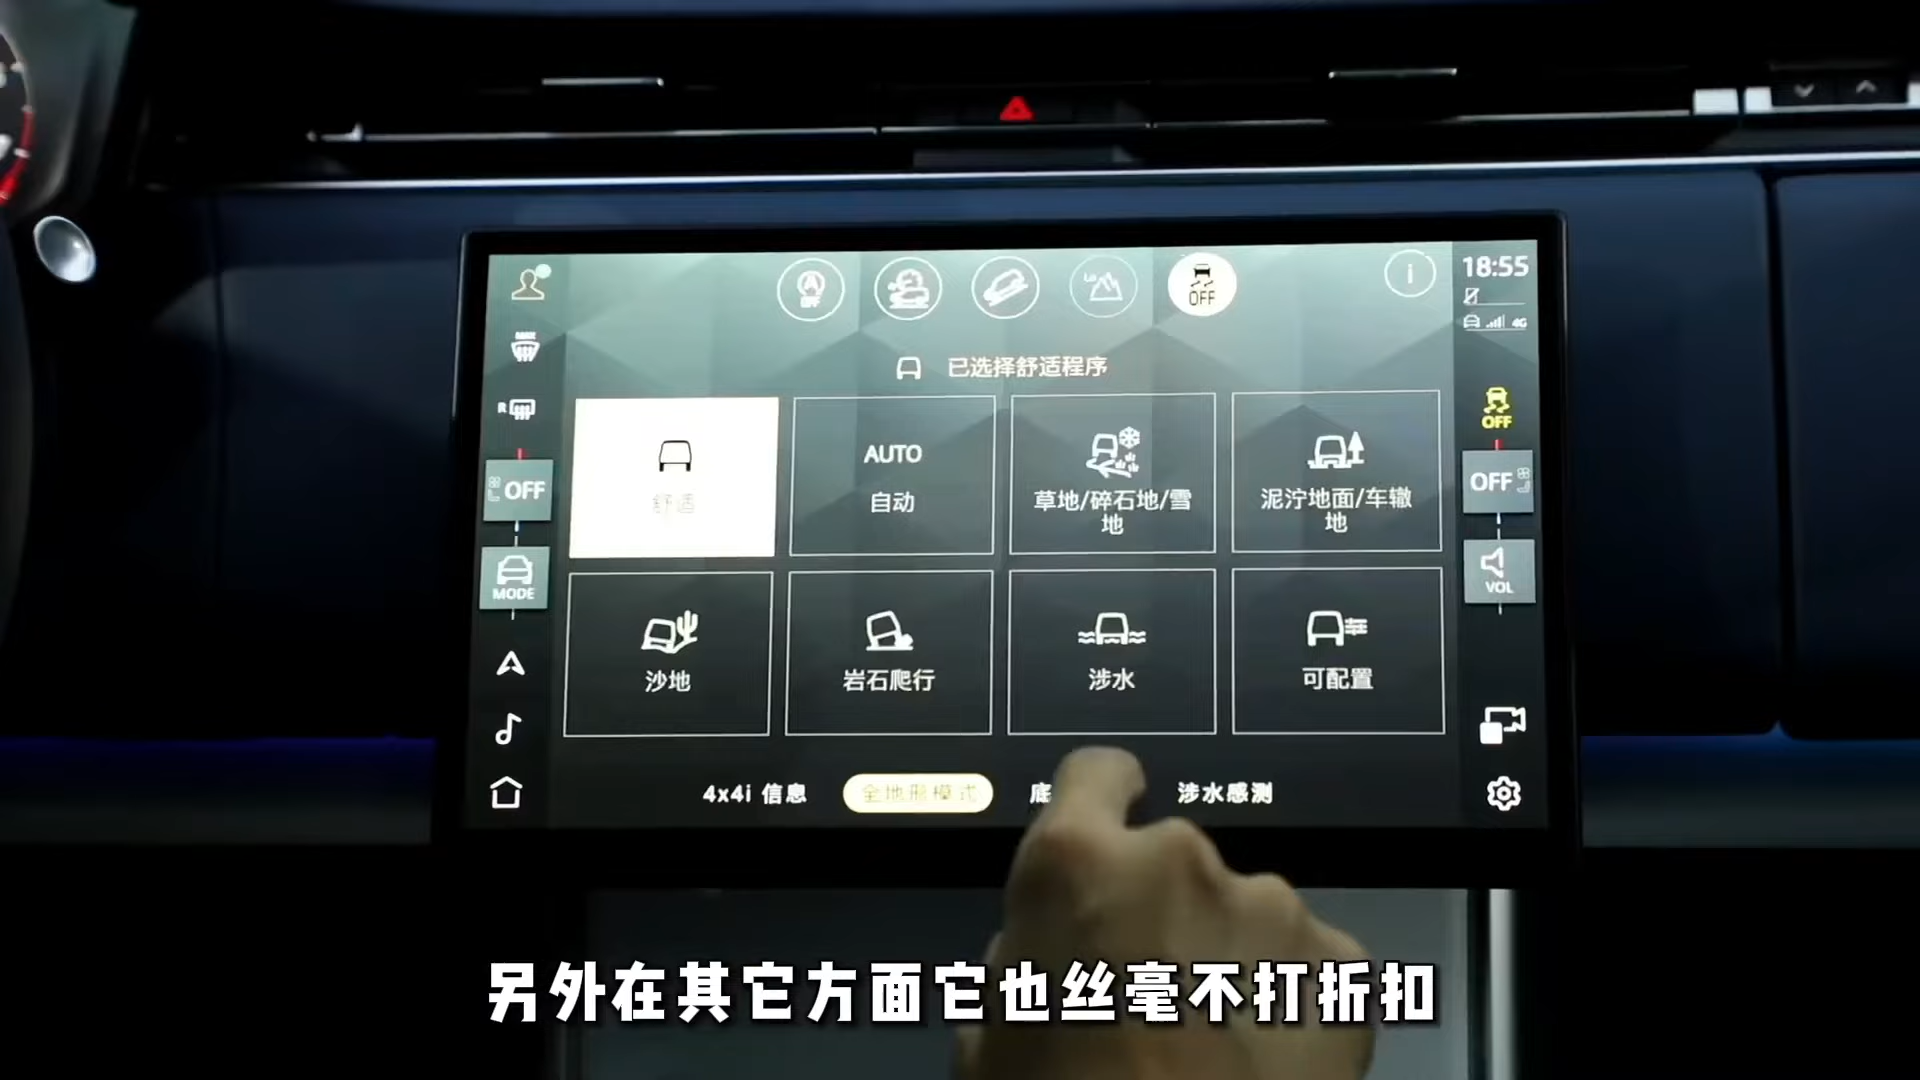 OFF
18:55
4G
已选择舒适程序
舒适
AUTO
自动
草地/碎石地/雪
地
泥泞地面/车辙
地
沙地
岩石爬行
涉水
可配置
R
OFF
MODE
OFF
OFF
VOL
4x4i 信息
全地形模式
底
涉水感测
另外在其它方面它也丝毫不打折扣